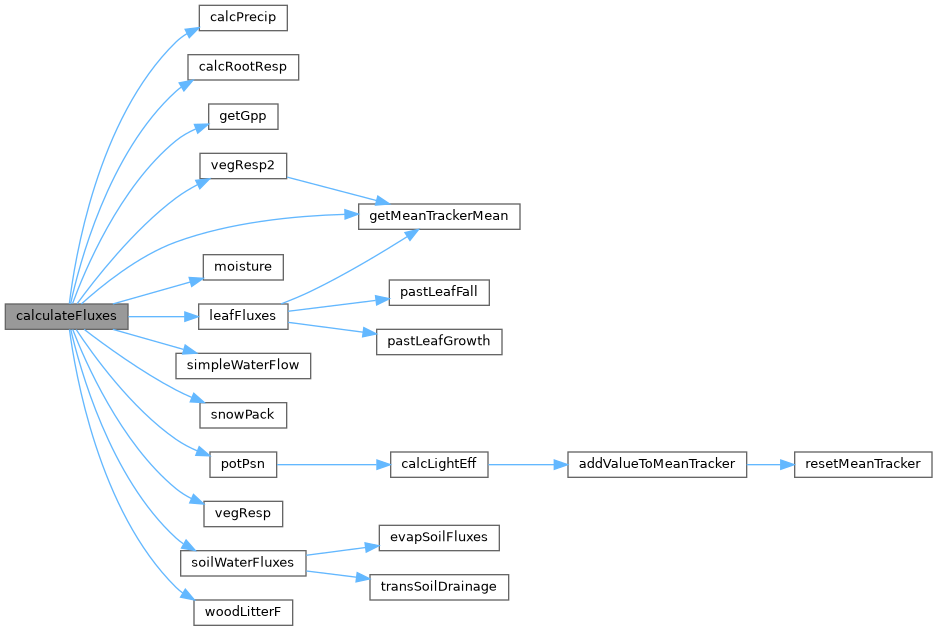 calcPrecip
calcRootResp
getGpp
vegResp2
getMeanTrackerMean
moisture
pastLeafFall
calculateFluxes
leafFluxes
pastLeafGrowth
simpleWaterFlow
snowPack
potPsn
calcLightEff
addValueToMeanTracker
resetMeanTracker
vegResp
evapSoilFluxes
soilWaterFluxes
transSoilDrainage
woodLitterF